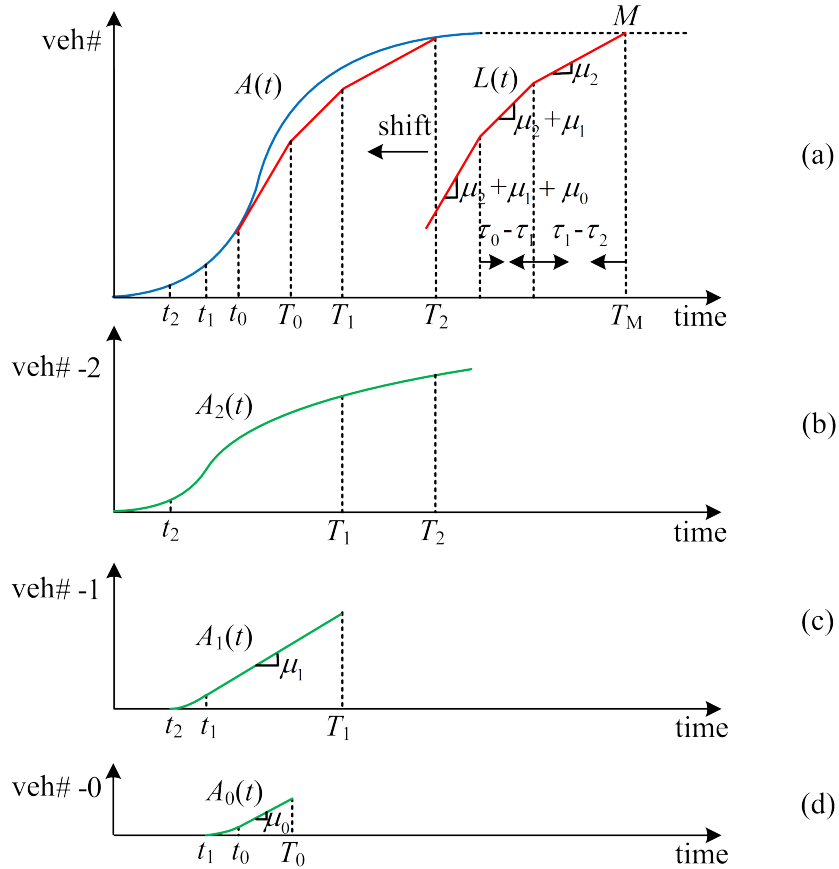 veh#
M
A(t)
L(t)
μ₂
shift
μ₂+μ₁
(a)
μ₂+μ₁+μ₀
τ₀-τ₁ τ₁-τ₂
t₂ t₁ t₀ T₀ T₁ T₂ T_M time
veh# -2
A₂(t)
(b)
t₂ T₁ T₂ time
veh# -1
A₁(t)
(c)
μ₁
t₂ t₁ T₁ time
veh# -0
A₀(t)
(d)
μ₀
t₁ t₀ T₀ time